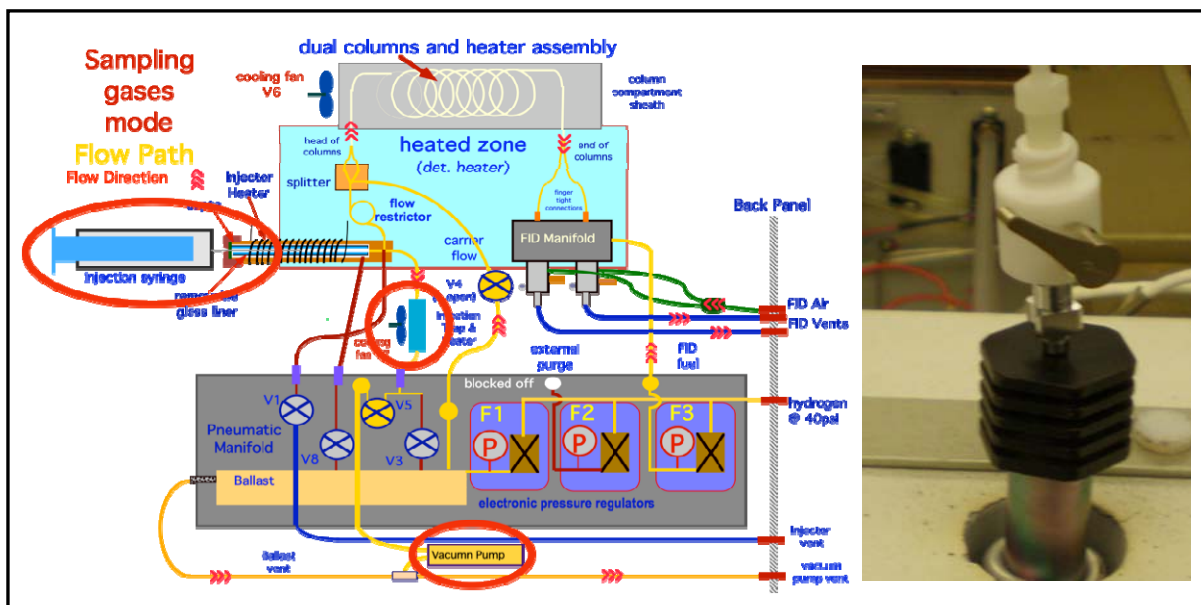 Sampling
gases
mode
Flow Path
Flow Direction
dual columns and heater assembly
cooling fan
V6
column
compartment
sheath
head of
columns
heated zone
(det. heater)
end of
columns
splitter
flow
restrictor
finger
tight
connections
Injector
Heater
Injection syringe
glass liner
carrier
flow
FID Manifold
Back Panel
FID Air
FID Vents
V4
Trap &
Heater
external
purge
FID
fuel
blocked off
hydrogen
@ 40psi
V1
V5
V8
V3
Pneumatic
Manifold
Ballast
F1
F2
F3
P
P
P
electronic pressure regulators
Vacumn Pump
Ballast
vent
Injector
vent
vacuum
pump vent